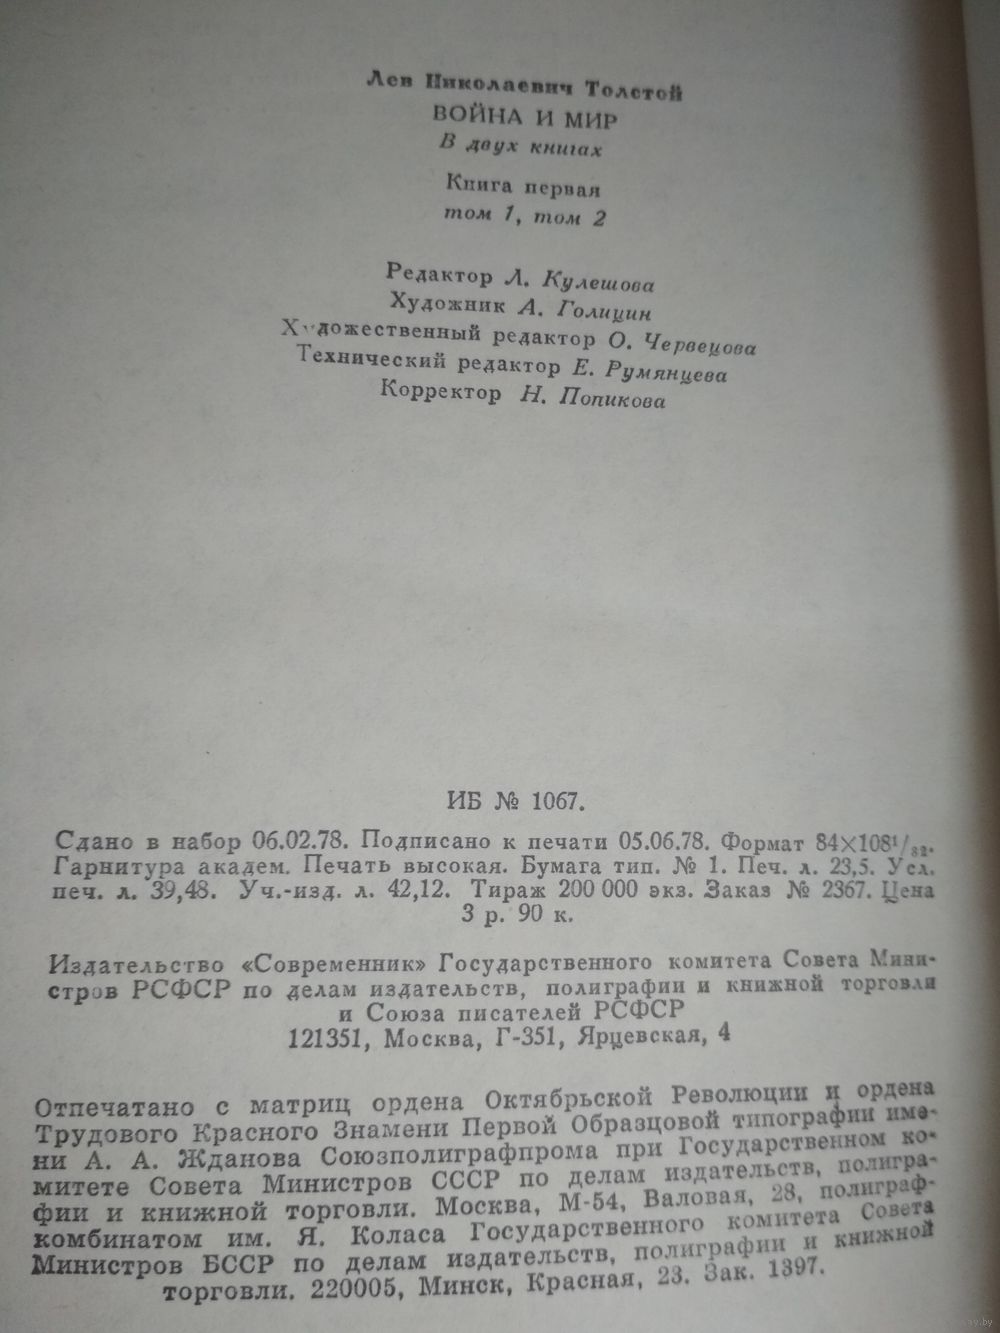 Лев Николаевич Толстой
ВОЙНА И МИР
В двух книгах
Книга первая
том 1, том 2
Редактор Л. Кулешова
Художник А. Голицин
Художественный редактор О. Червецова
Технический редактор Е. Румянцева
Корректор Н. Попикова
ИБ № 1067.
Сдано в набор 06.02.78. Подписано к печати 05.06.78. Формат 84×108¹/₃₂.
Гарнитура академ. Печать высокая. Бумага тип. № 1. Печ. л. 23,5. Усл.
печ. л. 39,48. Уч.-изд. л. 42,12. Тираж 200 000 экз. Заказ № 2367. Цена
3 р. 90 к.
Издательство «Современник» Государственного комитета Совета Мини-
стров РСФСР по делам издательств, полиграфии и книжной торговли
и Союза писателей РСФСР
121351, Москва, Г-351, Ярцевская, 4
Отпечатано с матриц ордена Октябрьской Революции и ордена
Трудового Красного Знамени Первой Образцовой типографии име-
ни А. А. Жданова Союзполиграфпрома при Государственном ко-
митете Совета Министров СССР по делам издательств, полигра-
фии и книжной торговли. Москва, М-54, Валовая, 28, полиграф-
комбинатом им. Я. Коласа Государственного комитета Совета
Министров БССР по делам издательств, полиграфии и книжной
торговли. 220005, Минск, Красная, 23. Зак. 1397.